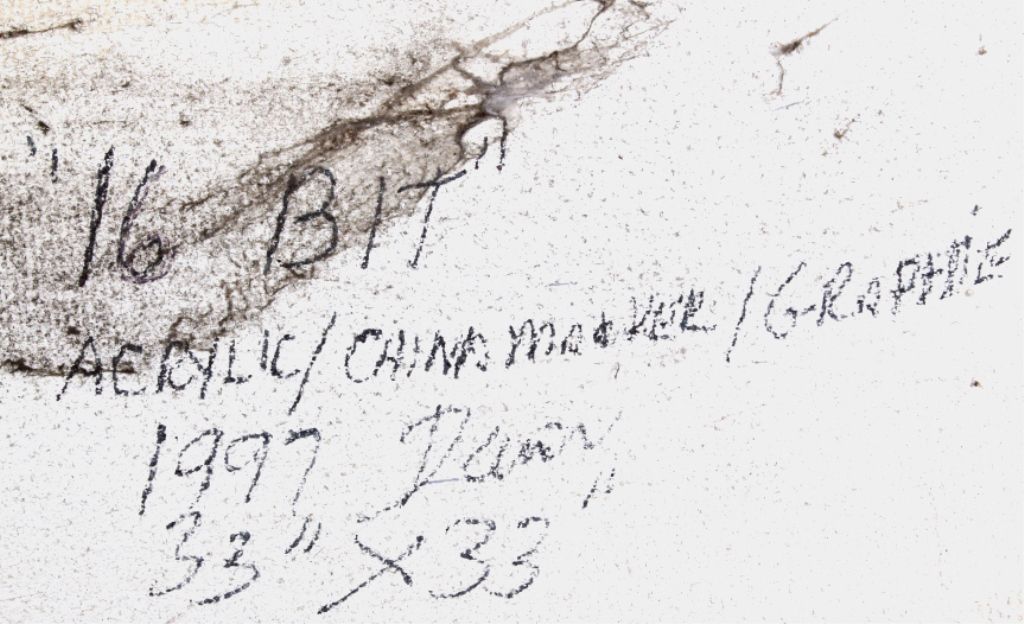 "16 BIT"
ACRYLIC/CHINA MARKER/GRAPHITE
1997
33" X 33"